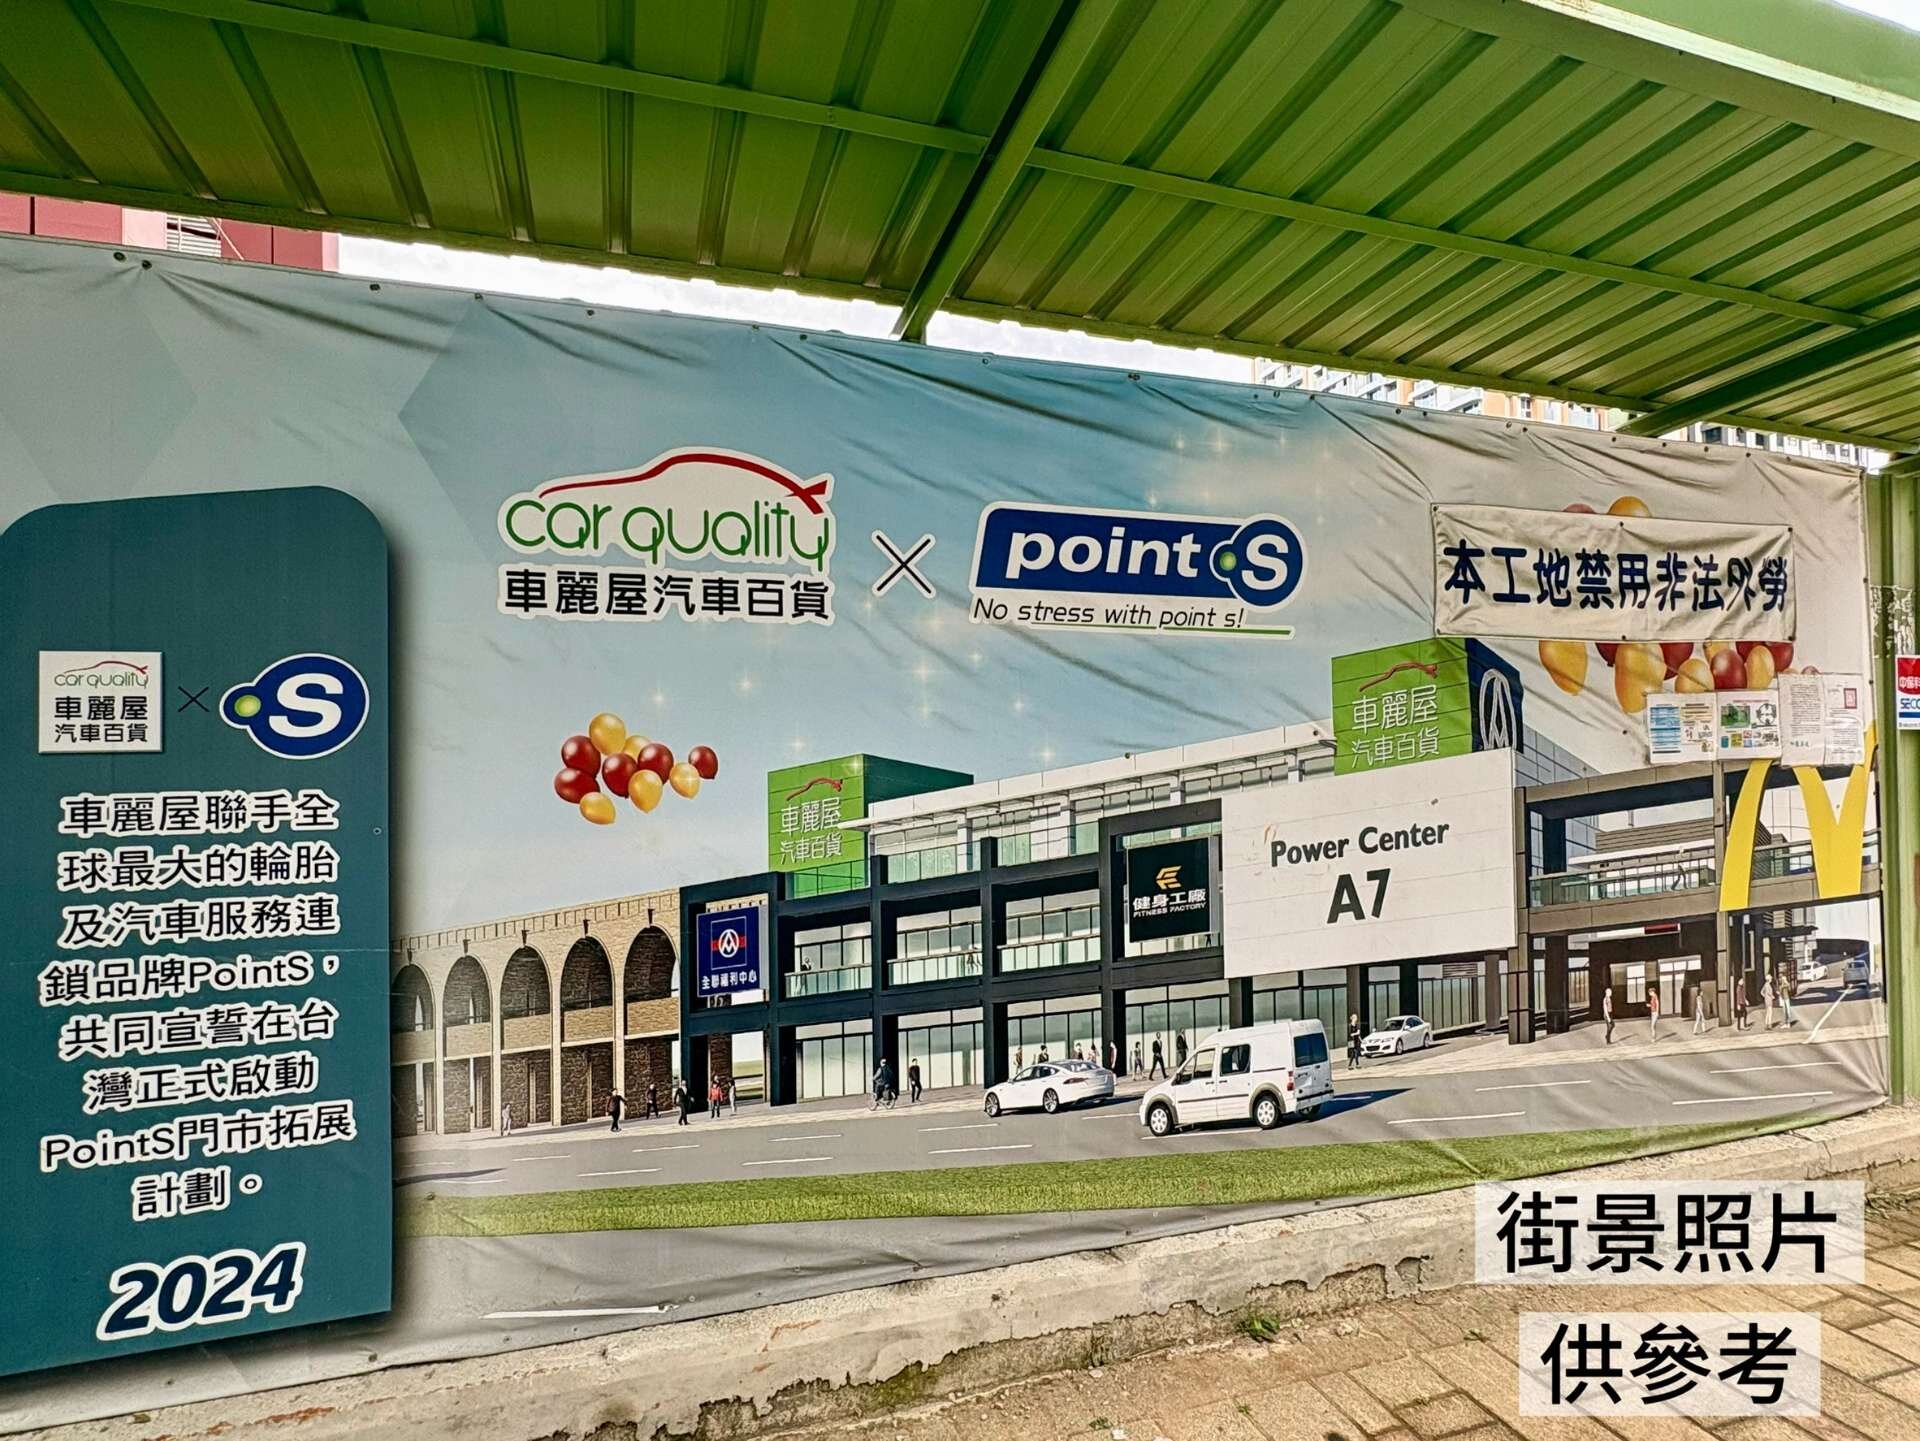 car quality
車麗屋汽車百貨
×
point S
No stress with point s!
本工地禁用非法外勞
car quality
車麗屋
汽車百貨
×
S
車麗屋聯手全
球最大的輪胎
及汽車服務連
鎖品牌PointS，
共同宣誓在台
灣正式啟動
PointS門市拓展
計劃。
2024
車麗屋
汽車百貨
車麗屋
汽車百貨
全聯福利中心
健身工廠
FITNESS FACTORY
Power Center
A7
街景照片
供參考